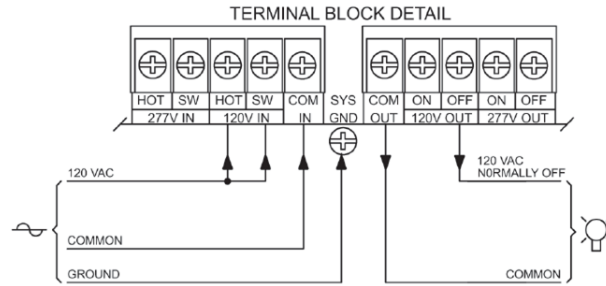 TERMINAL BLOCK DETAIL
HOT SW HOT SW COM SYS COM ON OFF ON OFF
277V IN 120V IN IN GND OUT 120V OUT 277V OUT
120 VAC
120 VAC
N0RMALLY OFF
COMMON
GROUND
COMMON